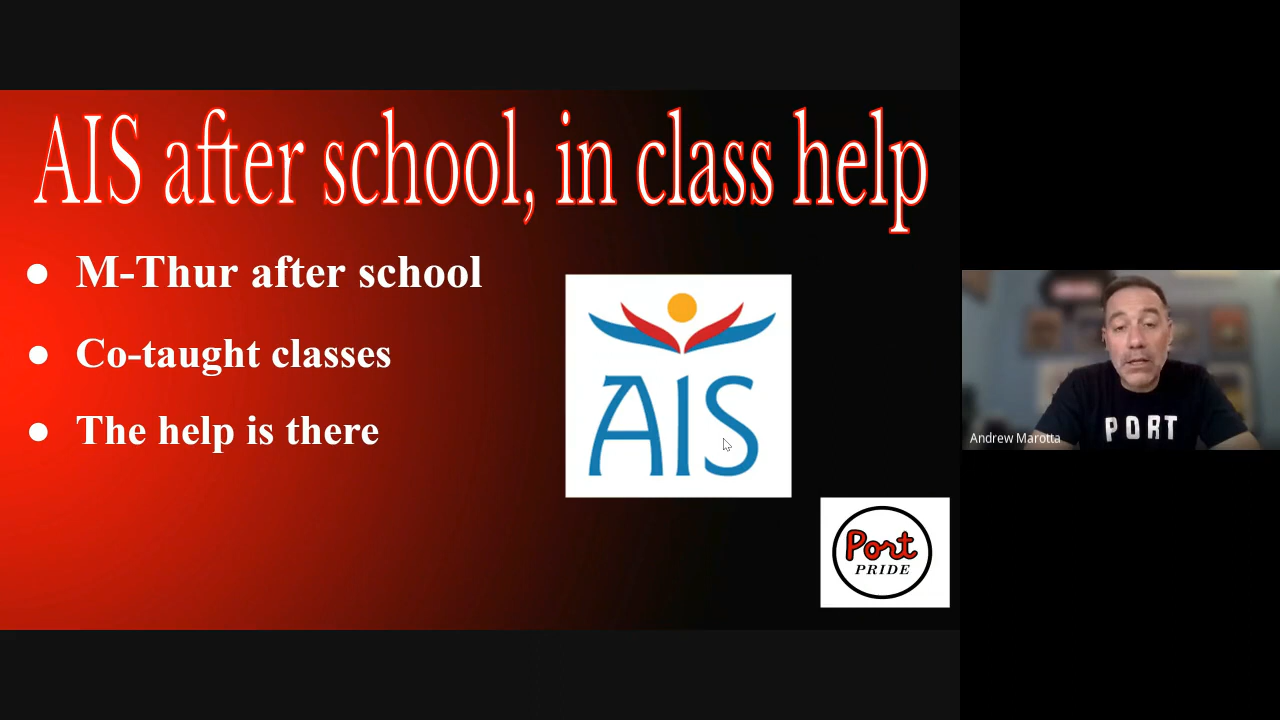 AIS after school, in class help
● M-Thur after school
● Co-taught classes
● The help is there
AIS
Port
PRIDE
PORT
Andrew Marotta